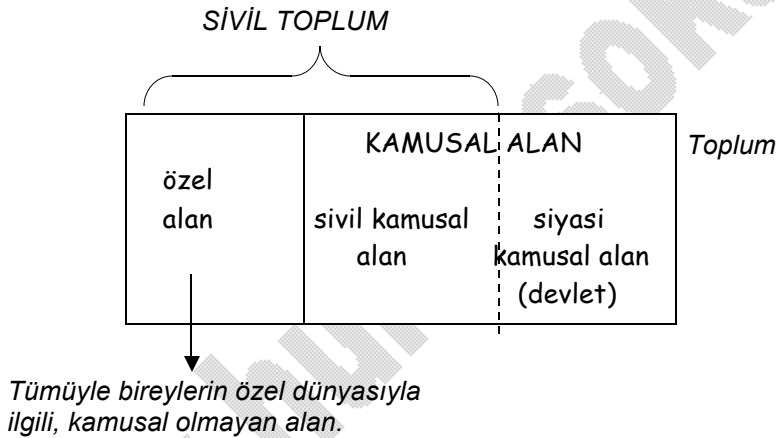 SİVİL TOPLUM
KAMUSAL ALAN
Toplum
özel
alan
sivil kamusal
alan
siyasi
kamusal alan
(devlet)
Tümüyle bireylerin özel dünyasıyla
ilgili, kamusal olmayan alan.